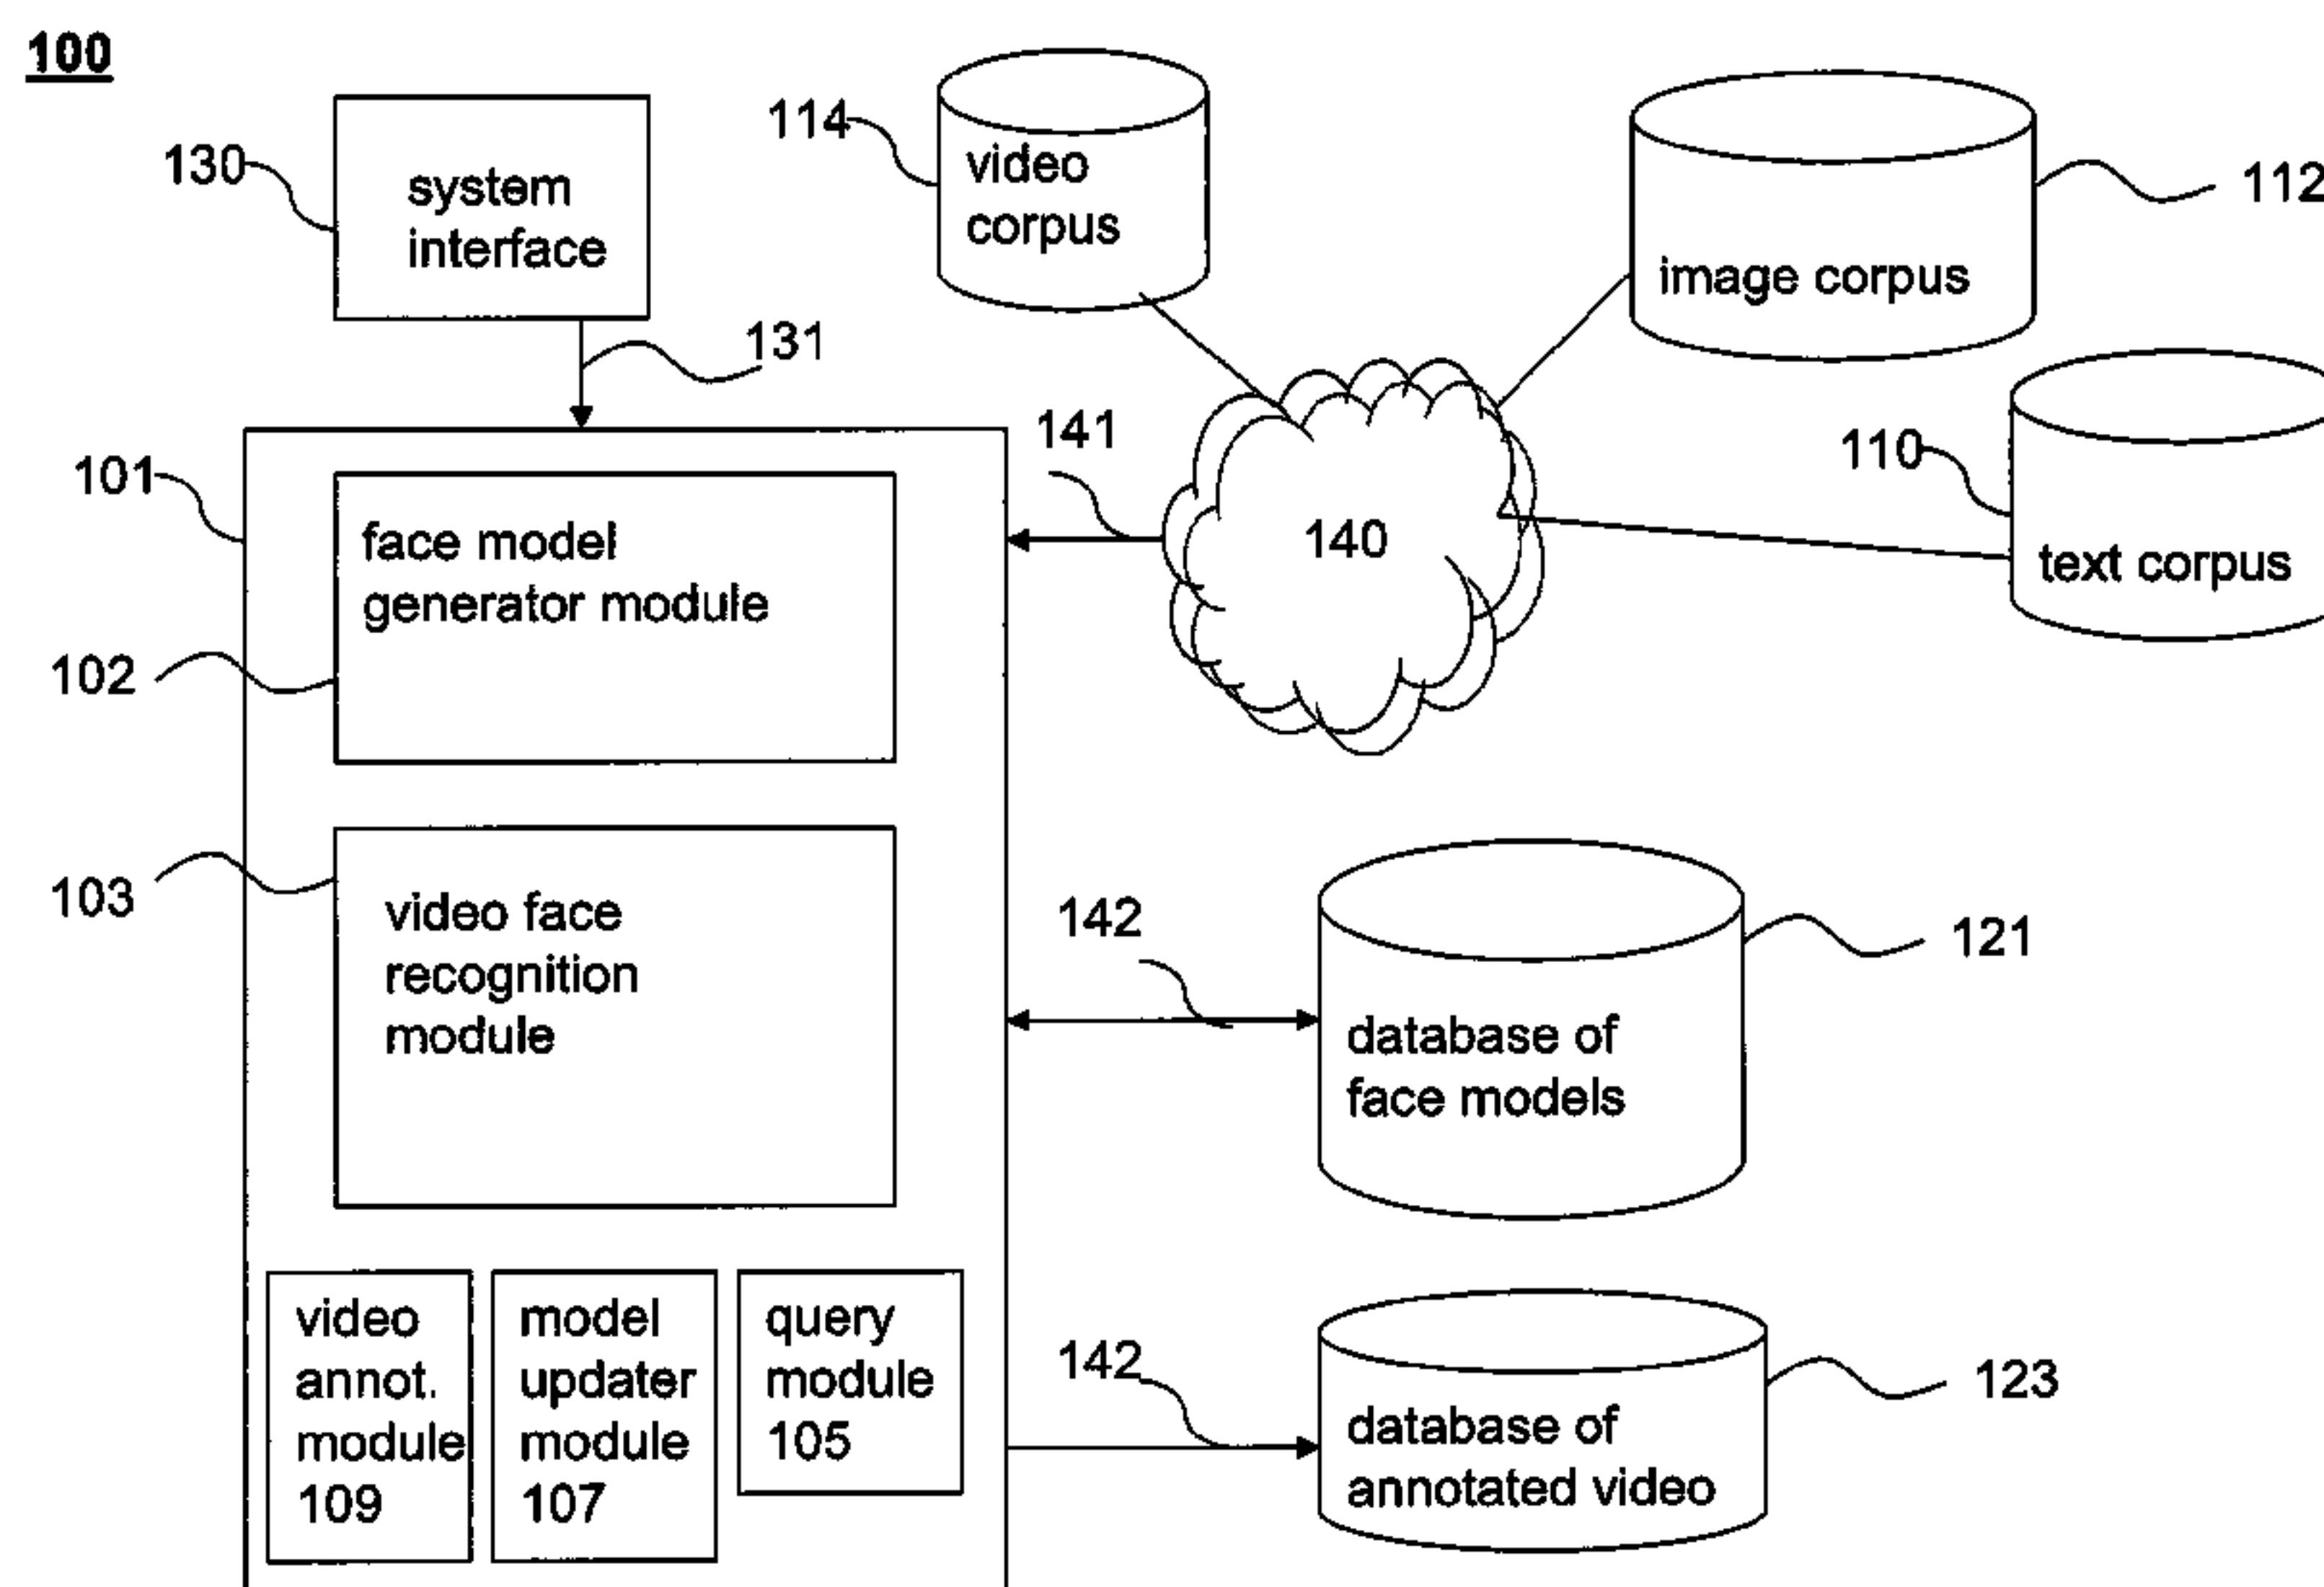 100
130
system
interface
114
video
corpus
112
image corpus
131
110
text corpus
101
141
140
face model
generator module
102
103
video face
recognition
module
142
121
database of
face models
video
annot.
module
109
model
updater
module
107
query
module
105
142
123
database of
annotated video